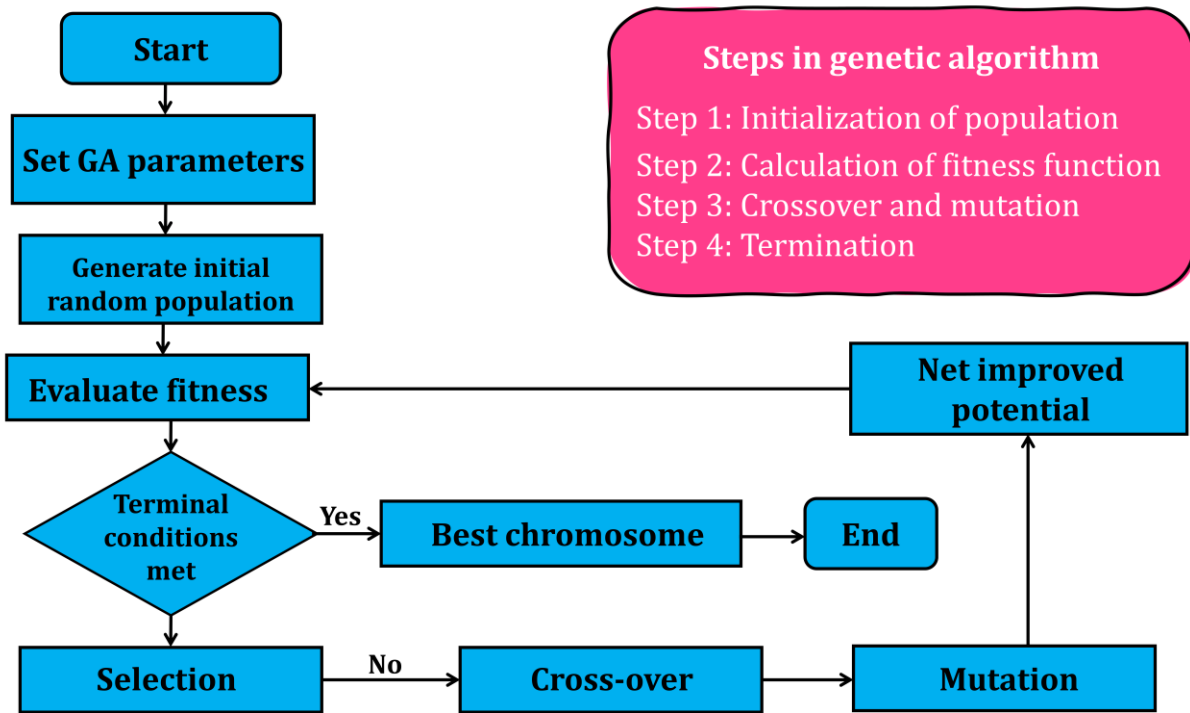 Start
Set GA parameters
Generate initial
random population
Evaluate fitness
Terminal
conditions
met
Yes
Best chromosome
End
Selection
No
Cross-over
Mutation
Net improved
potential
Steps in genetic algorithm
Step 1: Initialization of population
Step 2: Calculation of fitness function
Step 3: Crossover and mutation
Step 4: Termination